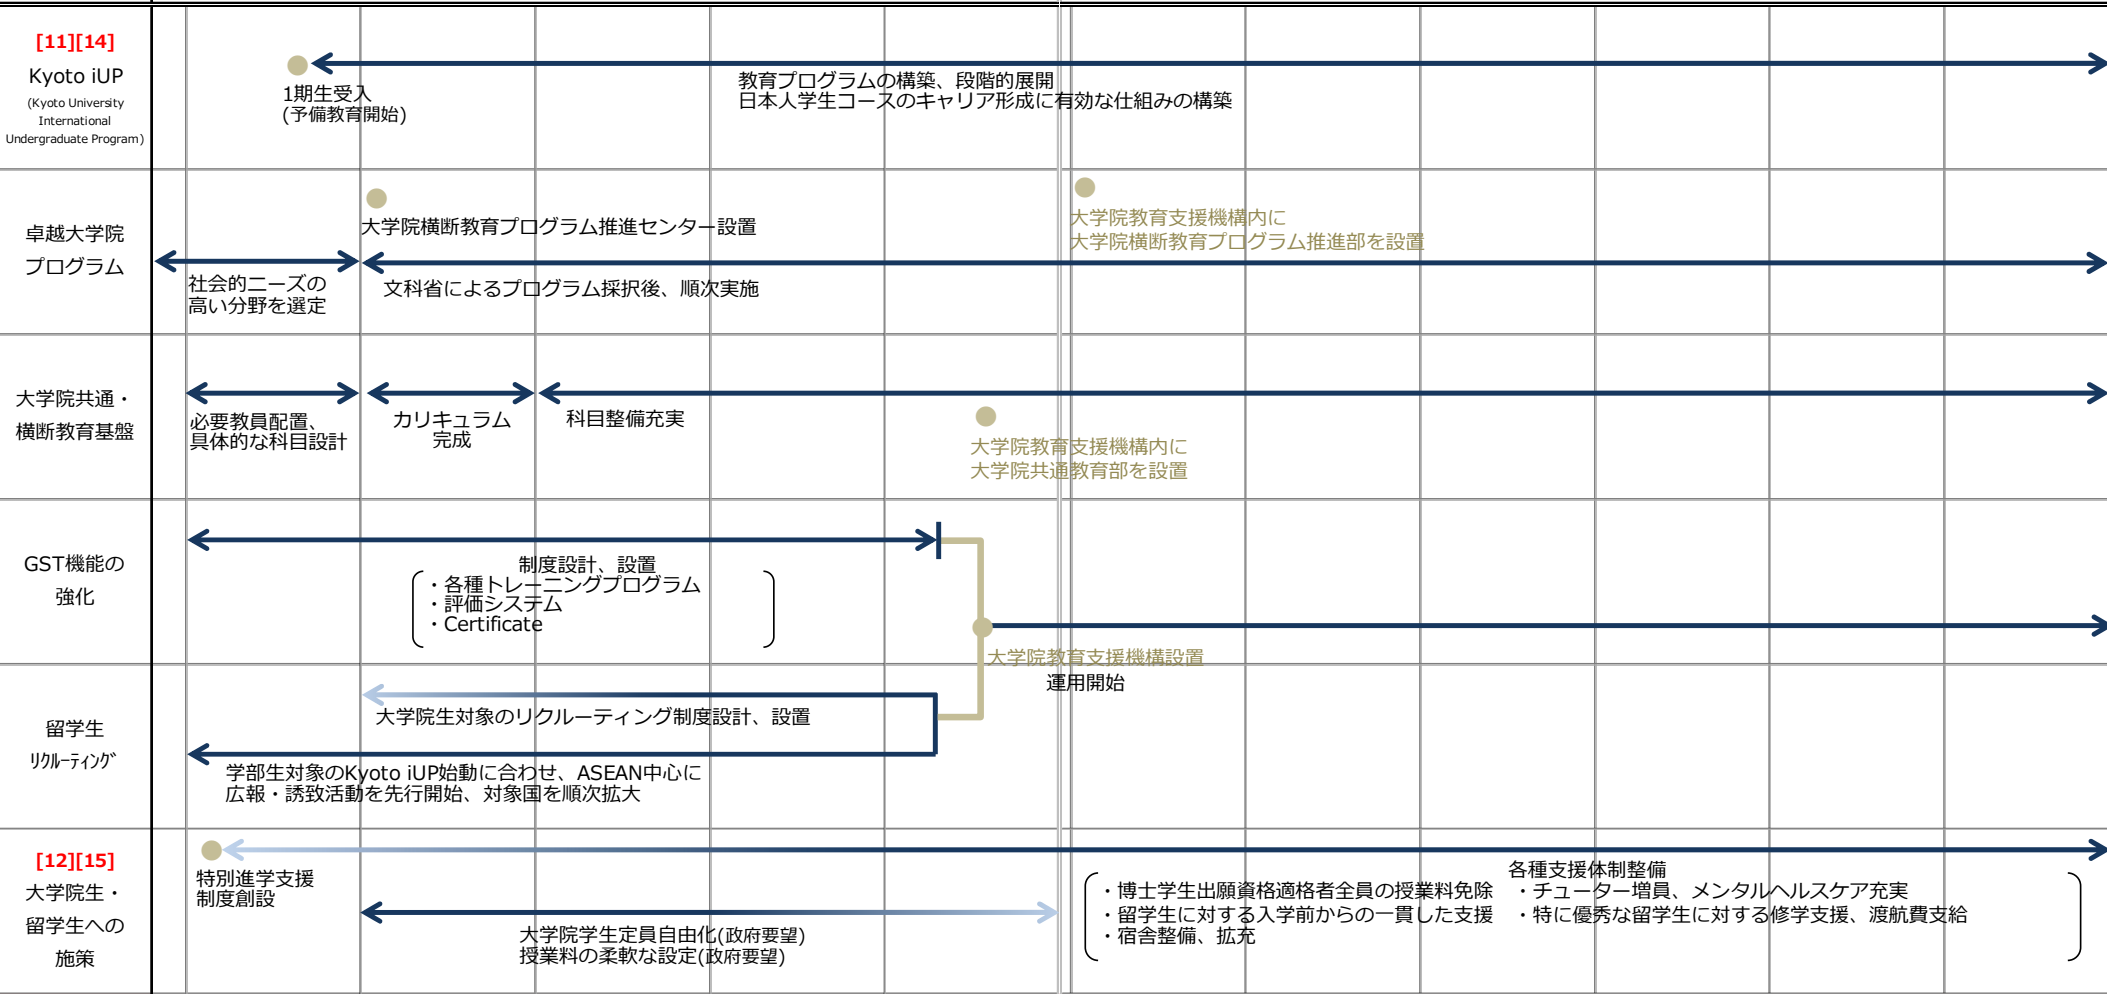 [11][14]
Kyoto iUP
(Kyoto University
International
Undergraduate Program)
1期生受入
(予備教育開始)
教育プログラムの構築、段階的展開
日本人学生コースのキャリア形成に有効な仕組みの構築
卓越大学院
プログラム
大学院横断教育プログラム推進センター設置
大学院教育支援機構内に
大学院横断教育プログラム推進部を設置
社会的ニーズの
高い分野を選定
文科省によるプログラム採択後、順次実施
大学院共通・
横断教育基盤
必要教員配置、
具体的な科目設計
カリキュラム
完成
科目整備充実
大学院教育支援機構内に
大学院共通教育部を設置
GST機能の
強化
制度設計、設置
・各種トレーニングプログラム
・評価システム
・Certificate
大学院教育支援機構設置
運用開始
留学生
ﾘｸﾙｰﾃｨﾝｸﾞ
大学院生対象のリクルーティング制度設計、設置
学部生対象のKyoto iUP始動に合わせ、ASEAN中心に
広報・誘致活動を先行開始、対象国を順次拡大
[12][15]
大学院生・
留学生への
施策
特別進学支援
制度創設
大学院学生定員自由化(政府要望)
授業料の柔軟な設定(政府要望)
各種支援体制整備
・博士学生出願資格適格者全員の授業料免除
・留学生に対する入学前からの一貫した支援
・宿舎整備、拡充
・チューター増員、メンタルヘルスケア充実
・特に優秀な留学生に対する修学支援、渡航費支給